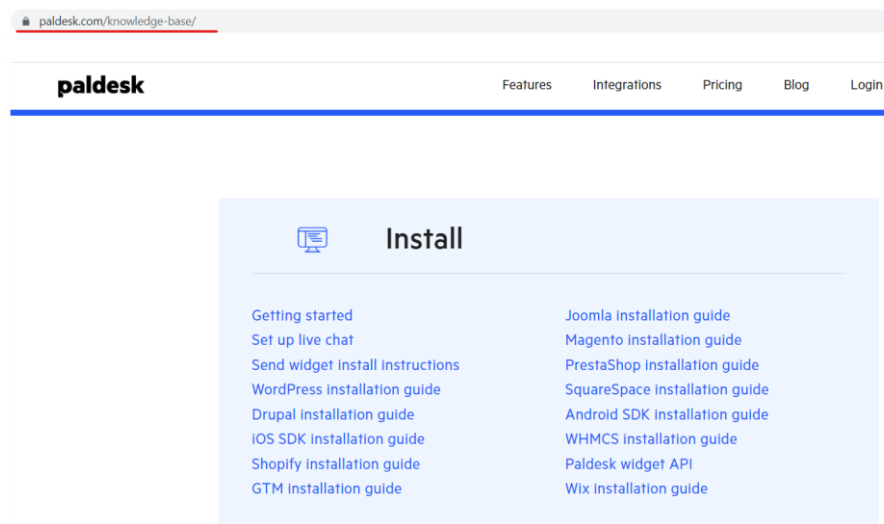 paldesk.com/knowledge-base/
paldesk Features Integrations Pricing Blog Login
Install
Getting started
Set up live chat
Send widget install instructions
WordPress installation guide
Drupal installation guide
iOS SDK installation guide
Shopify installation guide
GTM installation guide
Joomla installation guide
Magento installation guide
PrestaShop installation guide
SquareSpace installation guide
Android SDK installation guide
WHMCS installation guide
Paldesk widget API
Wix installation guide